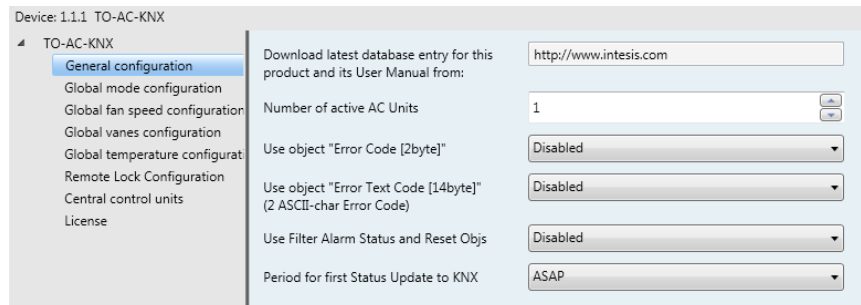 Device: 1.1.1 TO-AC-KNX
TO-AC-KNX
General configuration
Global mode configuration
Global fan speed configuration
Global vanes configuration
Global temperature configurati
Remote Lock Configuration
Central control units
License
Download latest database entry for this
product and its User Manual from:
http://www.intesis.com
Number of active AC Units
1
Use object "Error Code [2byte]"
Disabled
Use object "Error Text Code [14byte]"
(2 ASCII-char Error Code)
Disabled
Use Filter Alarm Status and Reset Objs
Disabled
Period for first Status Update to KNX
ASAP